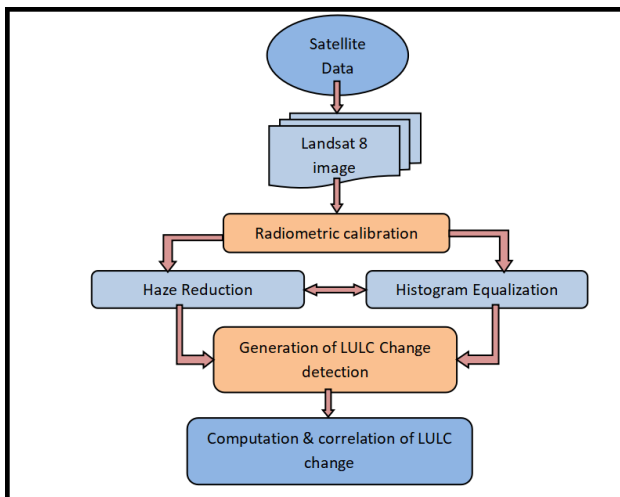 Satellite
Data
Landsat 8
image
Radiometric calibration
Haze Reduction
Histogram Equalization
Generation of LULC Change
detection
Computation & correlation of LULC
change